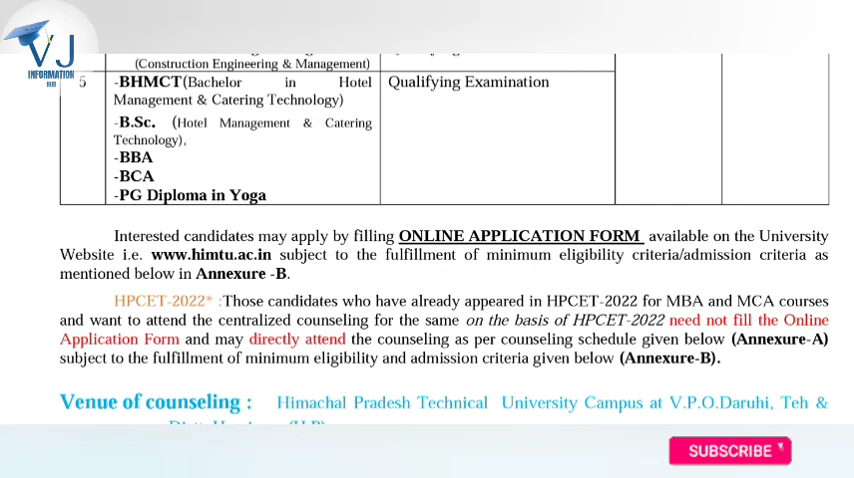 VJ
INFORMATION
HUB
(Construction Engineering & Management)
5 -BHMCT(Bachelor in Hotel Qualifying Examination
Management & Catering Technology)
-B.Sc. (Hotel Management & Catering
Technology),
-BBA
-BCA
-PG Diploma in Yoga
Interested candidates may apply by filling ONLINE APPLICATION FORM available on the University
Website i.e. www.himtu.ac.in subject to the fulfillment of minimum eligibility criteria/admission criteria as
mentioned below in Annexure -B.
HPCET-2022* :Those candidates who have already appeared in HPCET-2022 for MBA and MCA courses
and want to attend the centralized counseling for the same on the basis of HPCET-2022 need not fill the Online
Application Form and may directly attend the counseling as per counseling schedule given below (Annexure-A)
subject to the fulfillment of minimum eligibility and admission criteria given below (Annexure-B).
Venue of counseling : Himachal Pradesh Technical University Campus at V.P.O.Daruhi, Teh &
SUBSCRIBE